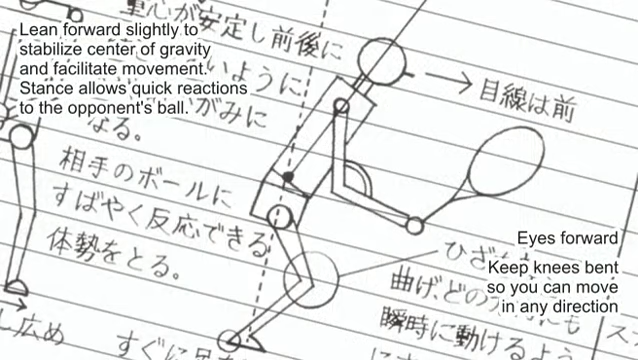 重心が安定し前後に
Lean forward slightly to
stabilize center of gravity
and facilitate movement.
Stance allows quick reactions
to the opponent's ball.
いように
がみに
なる。
相手のボールに
すばやく反応できる
体勢をとる。
し広め
すぐに
目線は前
Eyes forward
Keep knees bent
so you can move
in any direction
ひざ
曲げ、どの
にも
瞬時に動けるよう